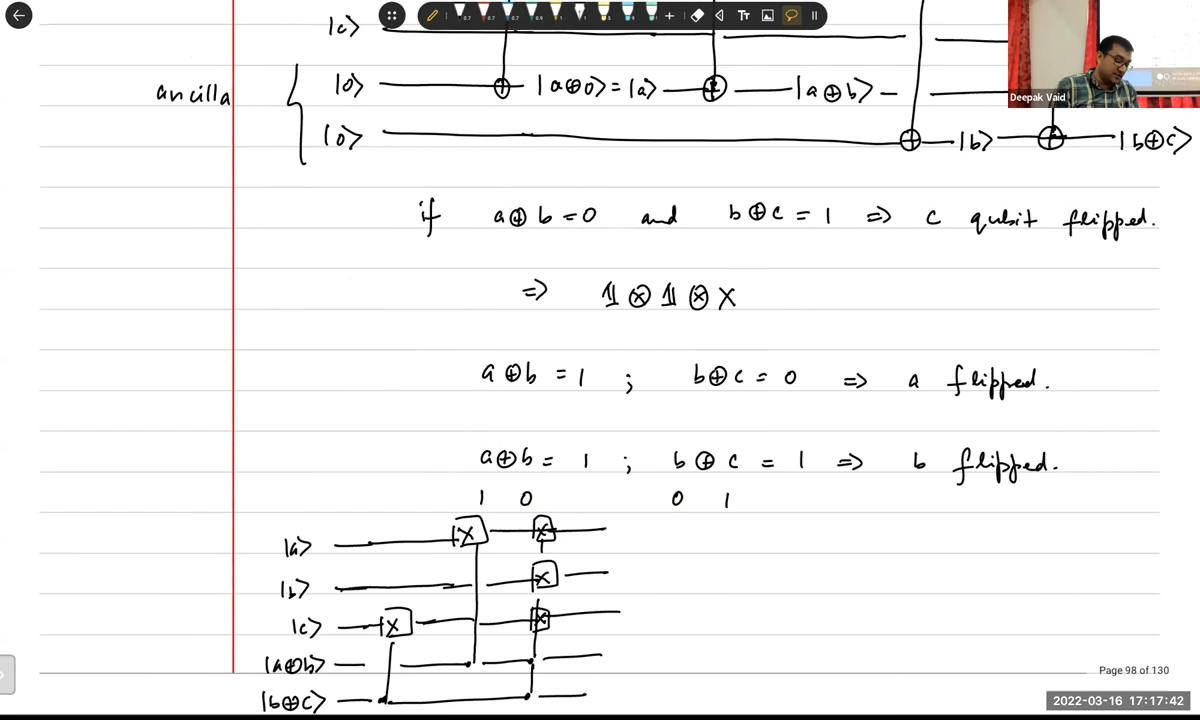 |c>
ancilla |0> |a⊕0> = |a> |a⊕b>
|0> |b> |b⊕c>
Deepak Vaid
if a⊕b = 0 and b⊕c = 1 => c qubit flipped.
=> 𝟙 ⊗ 𝟙 ⊗ X
a⊕b = 1 ; b⊕c = 0 => a flipped.
a⊕b = 1 ; b⊕c = 1 => b flipped.
1 0 0 1
|a> X X
|b> X
|c> X X
|a⊕b>
|b⊕c>
Page 98 of 130
2022-03-16 17:17:42